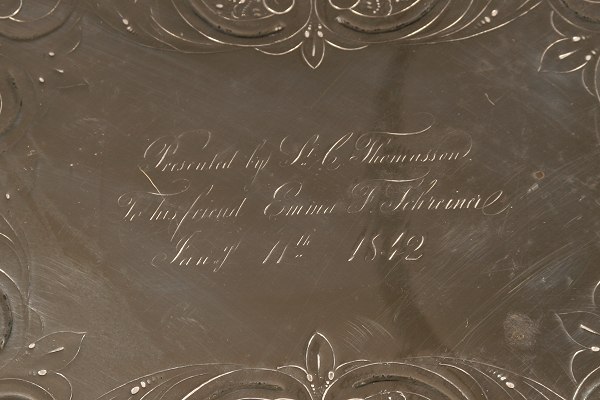 Presented by S. C. Thomasson.
To his friend Emma F. Schreiner,
Jany. 11th 1842